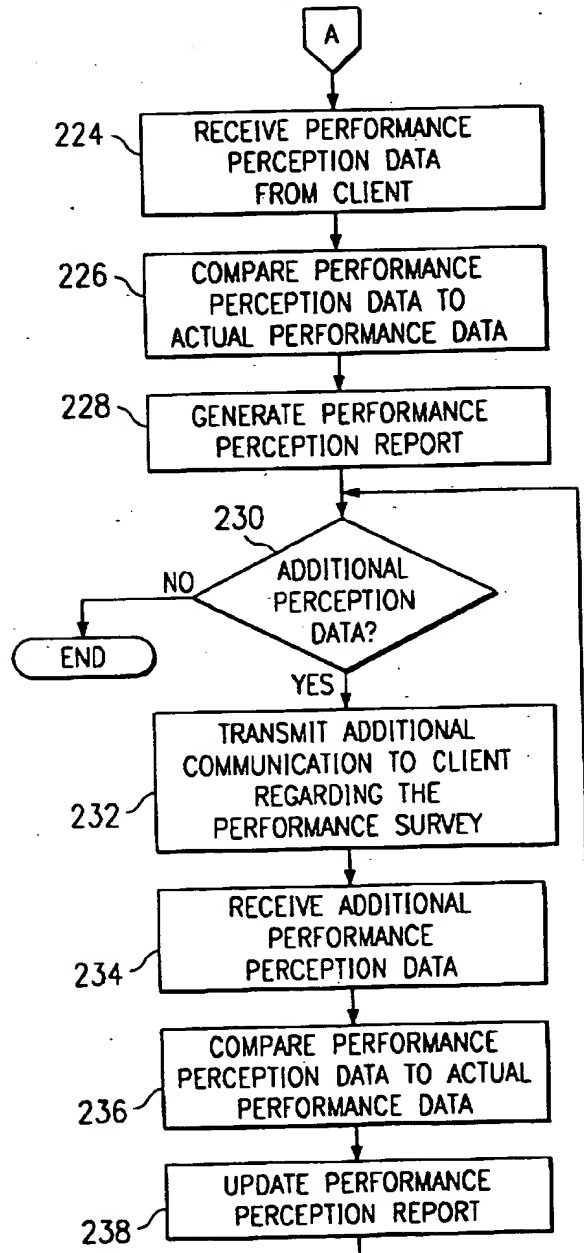 A
224
RECEIVE PERFORMANCE
PERCEPTION DATA
FROM CLIENT
226
COMPARE PERFORMANCE
PERCEPTION DATA TO
ACTUAL PERFORMANCE DATA
228
GENERATE PERFORMANCE
PERCEPTION REPORT
230
ADDITIONAL
PERCEPTION
DATA?
NO
END
YES
232
TRANSMIT ADDITIONAL
COMMUNICATION TO CLIENT
REGARDING THE
PERFORMANCE SURVEY
234
RECEIVE ADDITIONAL
PERFORMANCE
PERCEPTION DATA
236
COMPARE PERFORMANCE
PERCEPTION DATA TO ACTUAL
PERFORMANCE DATA
238
UPDATE PERFORMANCE
PERCEPTION REPORT